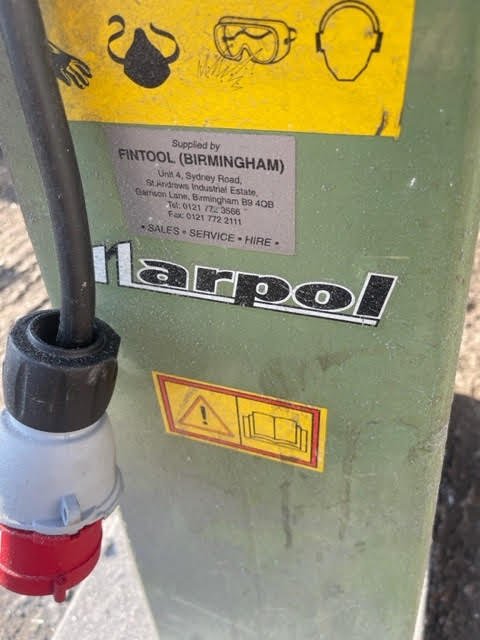 Supplied by
FINTOOL (BIRMINGHAM)
Unit 4, Sydney Road,
St.Andrews Industrial Estate,
Garrison Lane, Birmingham B9 4QB
Tel: 0121 772 3566
Fax: 0121 772 2111
• SALES • SERVICE • HIRE •
Marpol